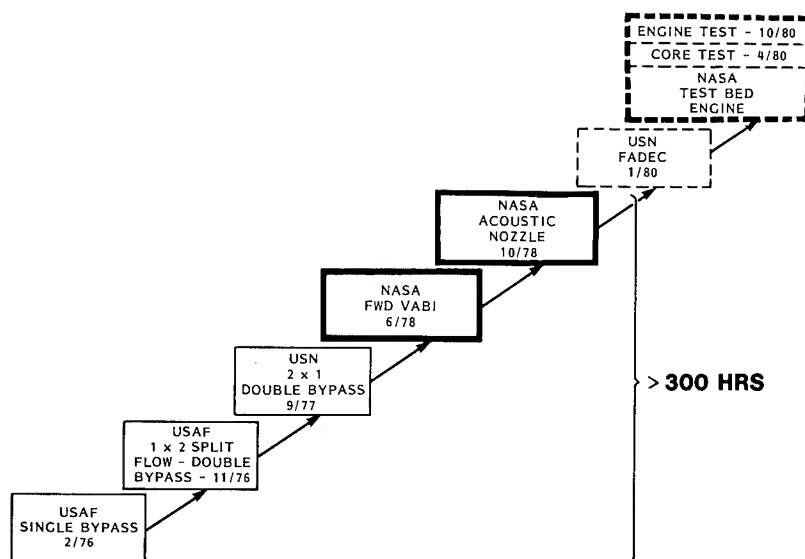 ENGINE TEST - 10/80
CORE TEST - 4/80
NASA
TEST BED
ENGINE
USN
FADEC
1/80
NASA
ACOUSTIC
NOZZLE
10/78
NASA
FWD VABI
6/78
USN
2 x 1
DOUBLE BYPASS
9/77
> 300 HRS
USAF
1 x 2 SPLIT
FLOW - DOUBLE
BYPASS - 11/76
USAF
SINGLE BYPASS
2/76